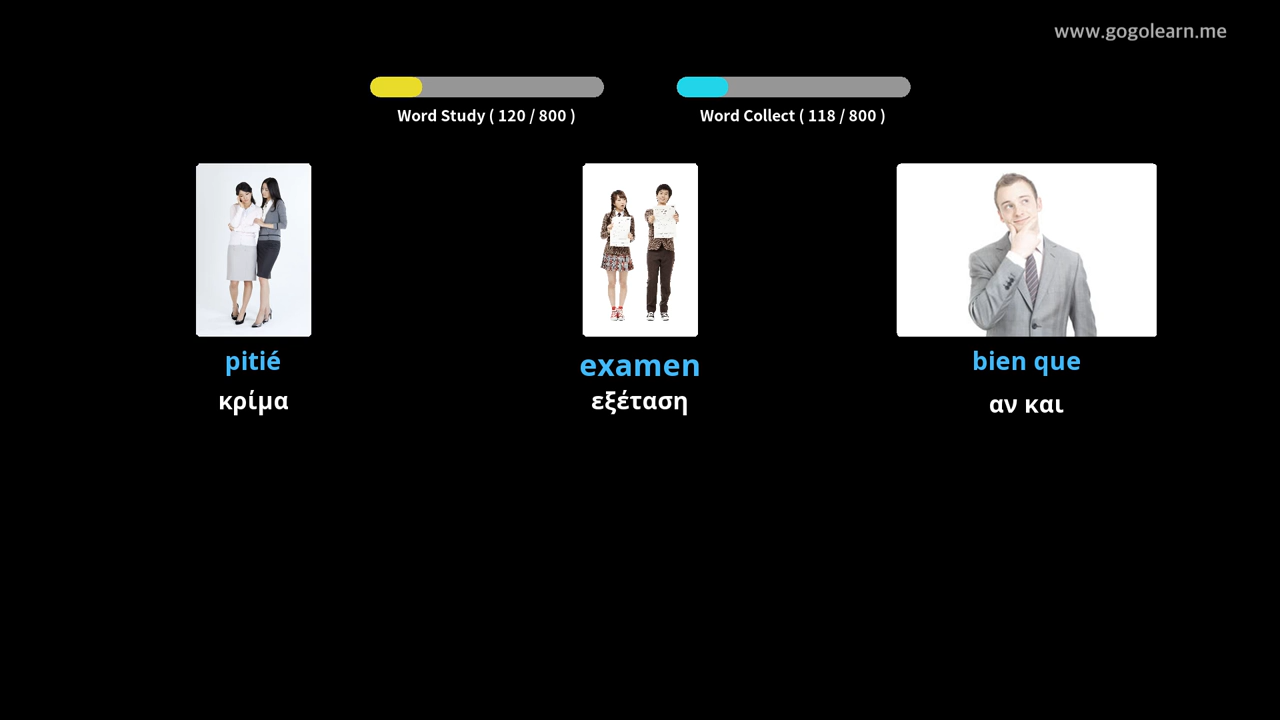 www.gogolearn.me
Word Study ( 120 / 800 )
Word Collect ( 118 / 800 )
pitié
examen
bien que
κρίμα
εξέταση
αν και